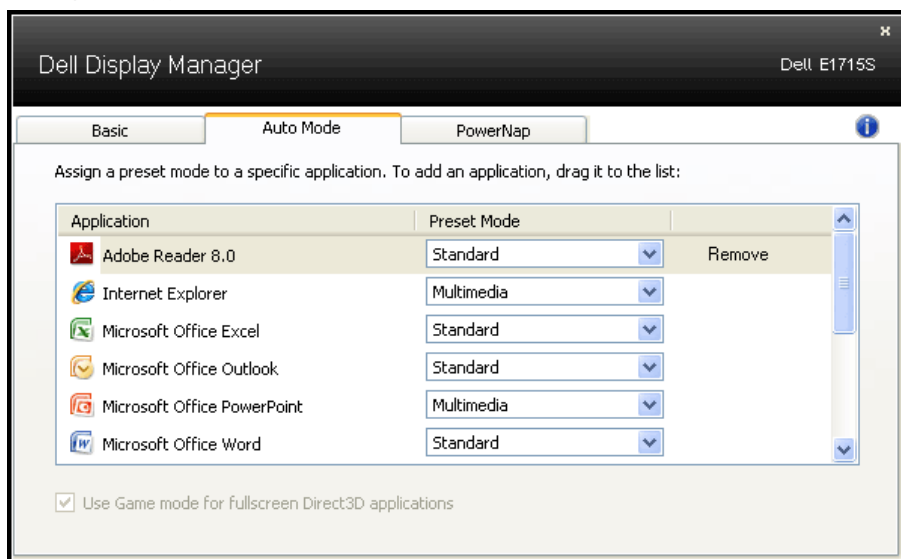 Dell Display Manager
Dell E1715S
Basic Auto Mode PowerNap
Assign a preset mode to a specific application. To add an application, drag it to the list:
Application Preset Mode
Adobe Reader 8.0 Standard Remove
Internet Explorer Multimedia
Microsoft Office Excel Standard
Microsoft Office Outlook Standard
Microsoft Office PowerPoint Multimedia
Microsoft Office Word Standard
Use Game mode for fullscreen Direct3D applications